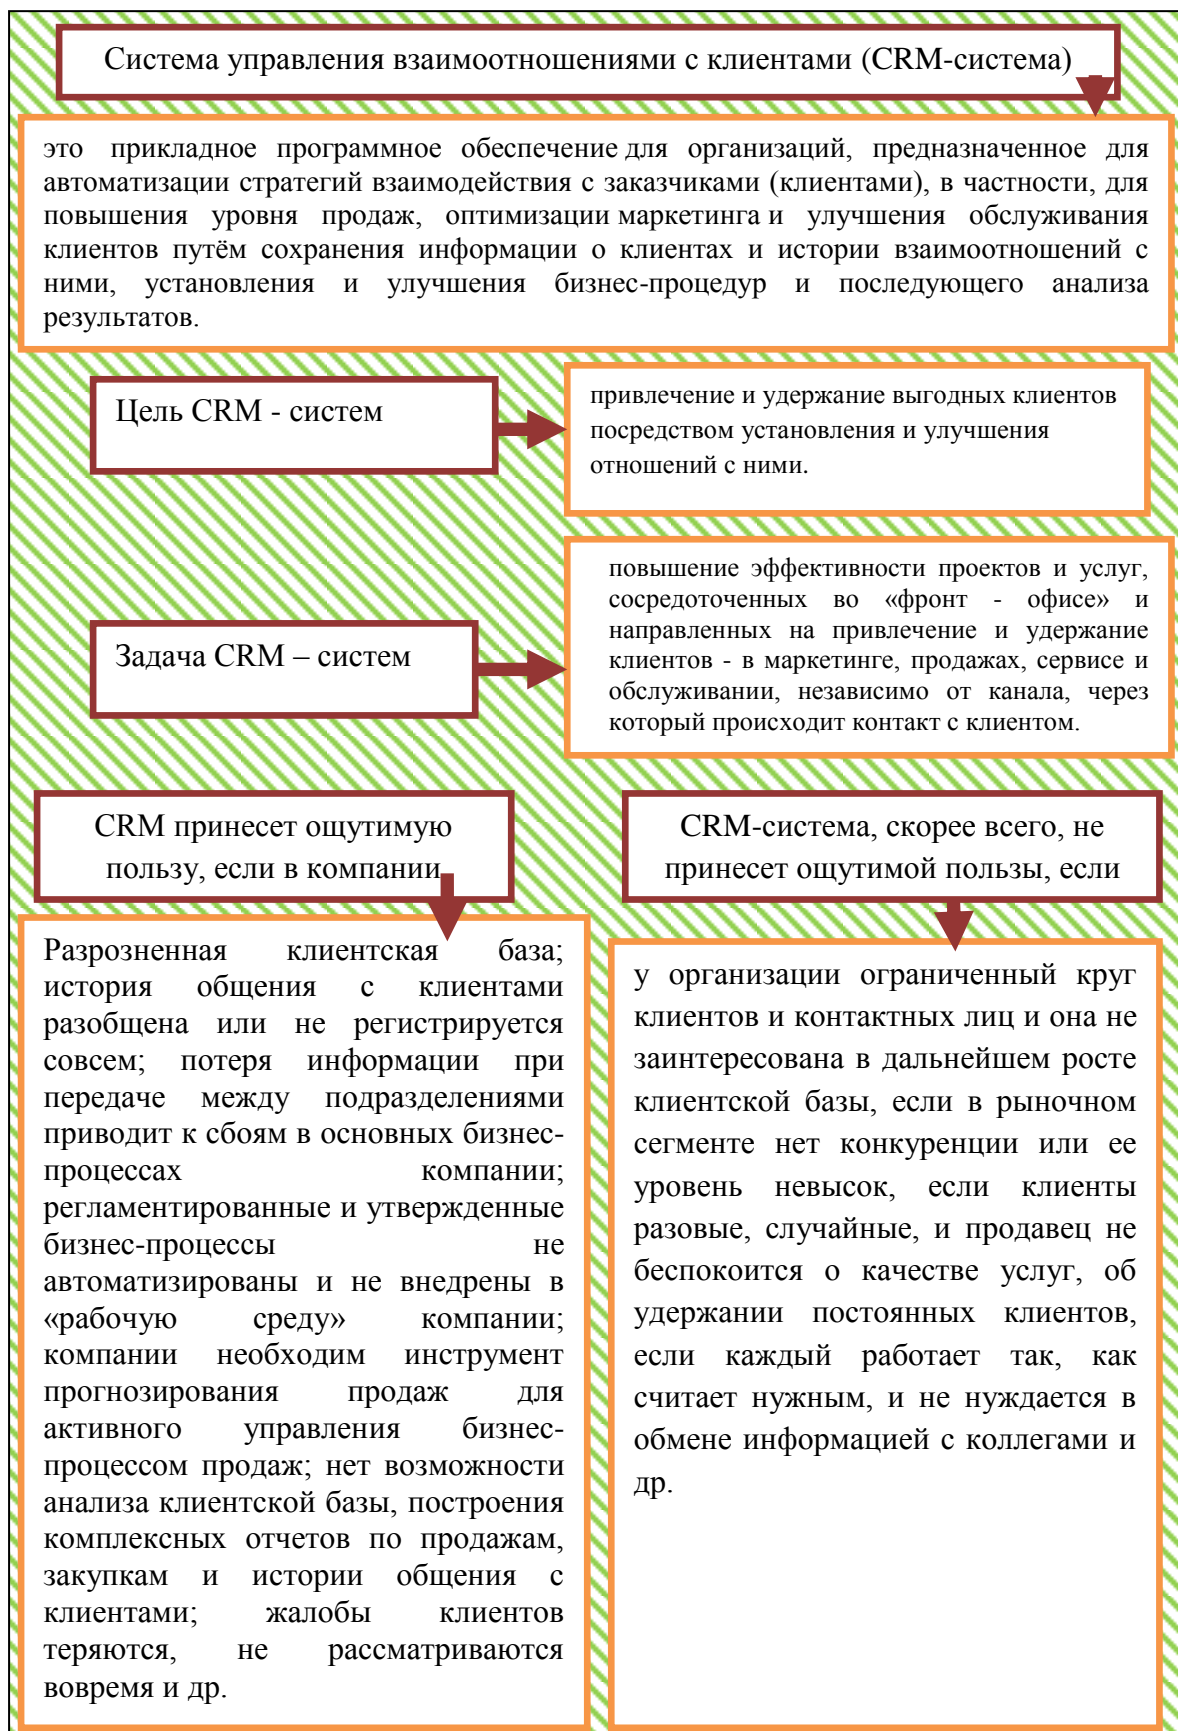 Система управления взаимоотношениями с клиентами (CRM-система)
это прикладное программное обеспечение для организаций, предназначенное для
автоматизации стратегий взаимодействия с заказчиками (клиентами), в частности, для
повышения уровня продаж, оптимизации маркетинга и улучшения обслуживания
клиентов путём сохранения информации о клиентах и истории взаимоотношений с
ними, установления и улучшения бизнес-процедур и последующего анализа
результатов.
Цель CRM - систем
привлечение и удержание выгодных клиентов
посредством установления и улучшения
отношений с ними.
Задача CRM – систем
повышение эффективности проектов и услуг,
сосредоточенных во «фронт - офисе» и
направленных на привлечение и удержание
клиентов - в маркетинге, продажах, сервисе и
обслуживании, независимо от канала, через
который происходит контакт с клиентом.
CRM принесет ощутимую
пользу, если в компании
Разрозненная клиентская база;
история общения с клиентами
разобщена или не регистрируется
совсем; потеря информации при
передаче между подразделениями
приводит к сбоям в основных бизнес-
процессах компании;
регламентированные и утвержденные
бизнес-процессы не
автоматизированы и не внедрены в
«рабочую среду» компании;
компании необходим инструмент
прогнозирования продаж для
активного управления бизнес-
процессом продаж; нет возможности
анализа клиентской базы, построения
комплексных отчетов по продажам,
закупкам и истории общения с
клиентами; жалобы клиентов
теряются, не рассматриваются
вовремя и др.
CRM-система, скорее всего, не
принесет ощутимой пользы, если
у организации ограниченный круг
клиентов и контактных лиц и она не
заинтересована в дальнейшем росте
клиентской базы, если в рыночном
сегменте нет конкуренции или ее
уровень невысок, если клиенты
разовые, случайные, и продавец не
беспокоится о качестве услуг, об
удержании постоянных клиентов,
если каждый работает так, как
считает нужным, и не нуждается в
обмене информацией с коллегами и
др.